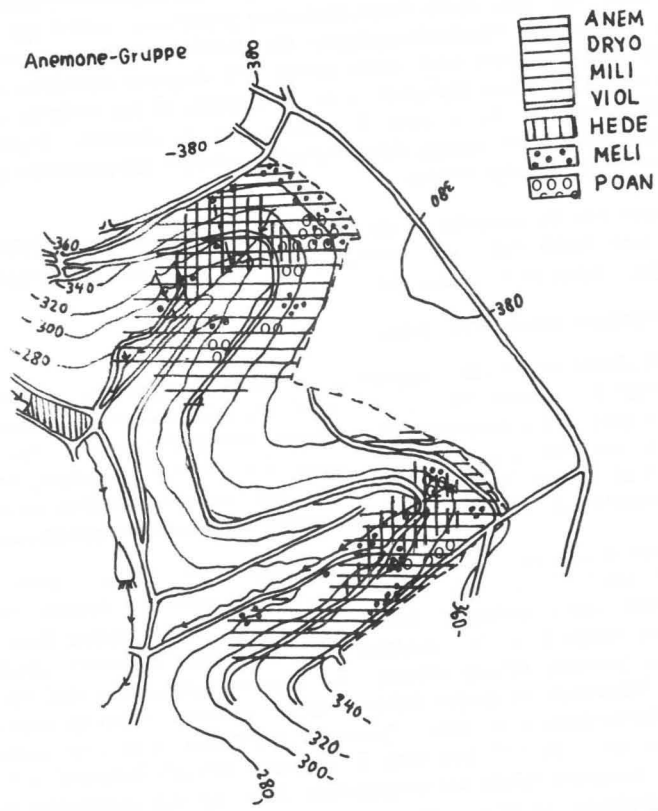 Anemone-Gruppe
ANEM
DRYO
MILI
VIOL
HEDE
MELI
POAN
-380
-380
380
-380
360
-340
-320
-300
-280
360-
340-
320-
300-
280-